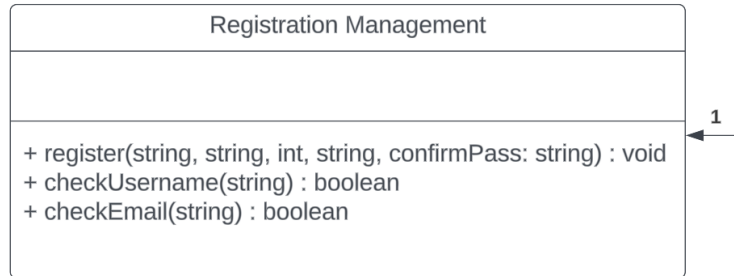 Registration Management
1
+ register(string, string, int, string, confirmPass: string) : void
+ checkUsername(string) : boolean
+ checkEmail(string) : boolean